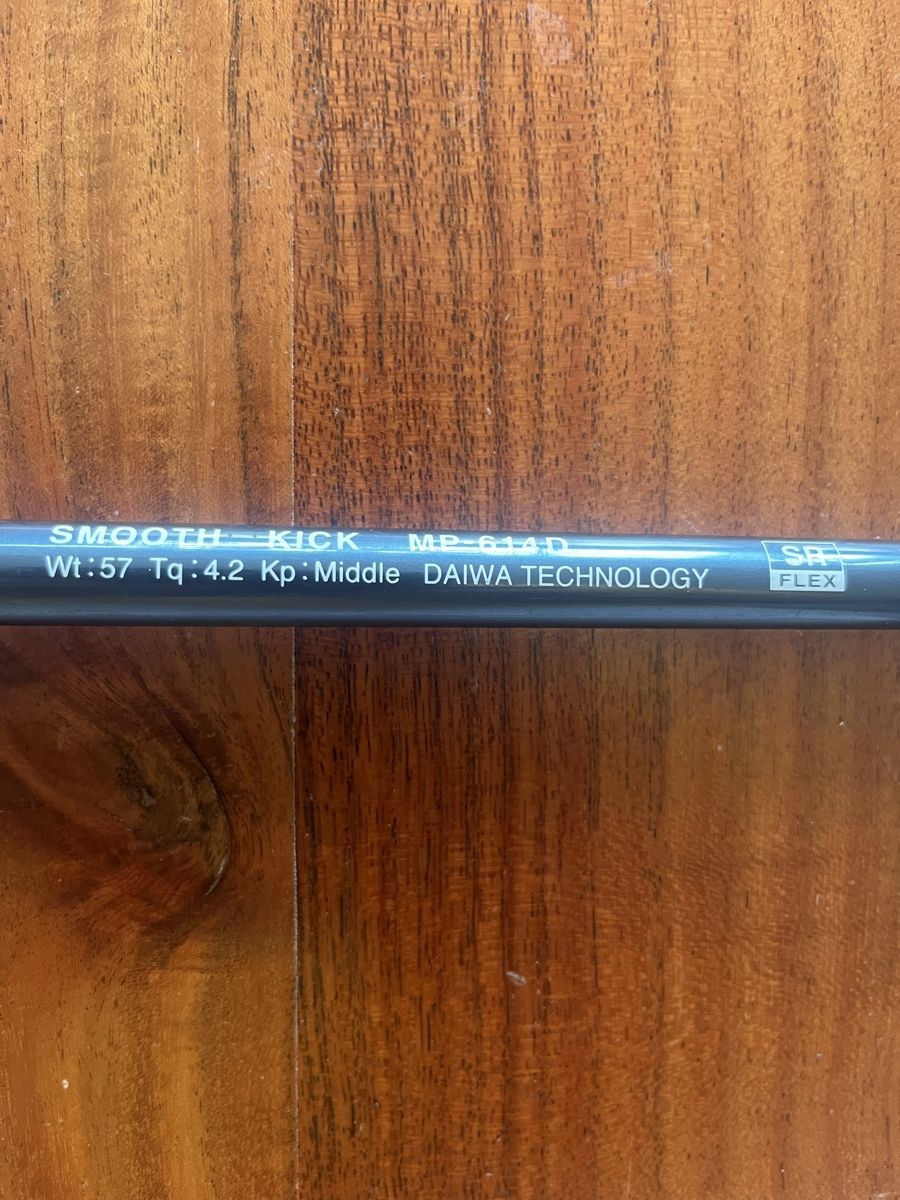 SMOOTH-KICK MP-614D
Wt:57 Tq:4.2 Kp:Middle DAIWA TECHNOLOGY
SR
FLEX